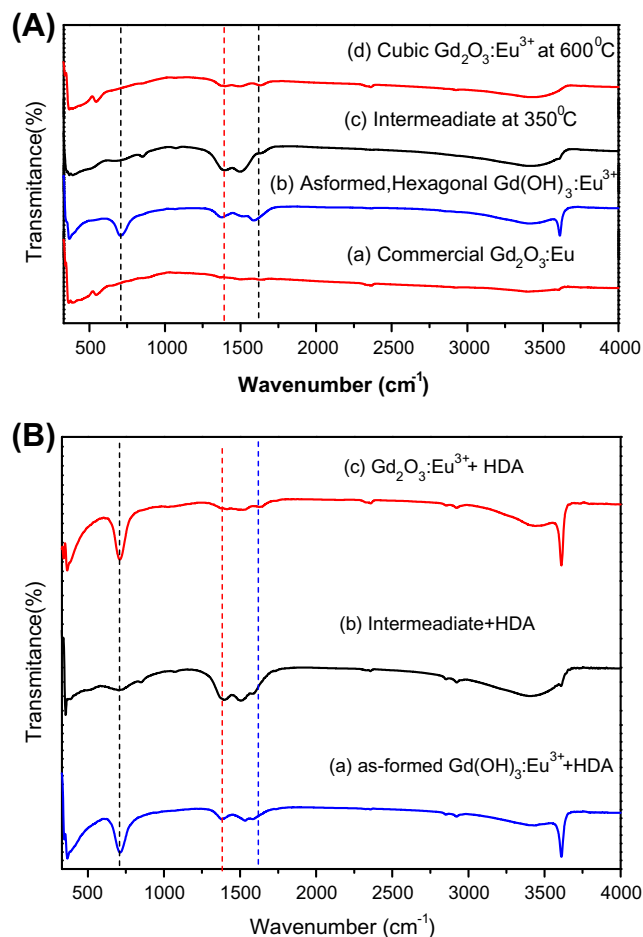 (A)
(d) Cubic Gd₂O₃:Eu³⁺ at 600⁰C
(c) Intermeadiate at 350⁰C
(b) Asformed,Hexagonal Gd(OH)₃:Eu³⁺
(a) Commercial Gd₂O₃:Eu
Transmitance(%)
500 1000 1500 2000 2500 3000 3500 4000
Wavenumber (cm⁻¹)
(B)
(c) Gd₂O₃:Eu³⁺+ HDA
(b) Intermeadiate+HDA
(a) as-formed Gd(OH)₃:Eu³⁺+HDA
Transmitance(%)
500 1000 1500 2000 2500 3000 3500 4000
Wavenumber (cm⁻¹)